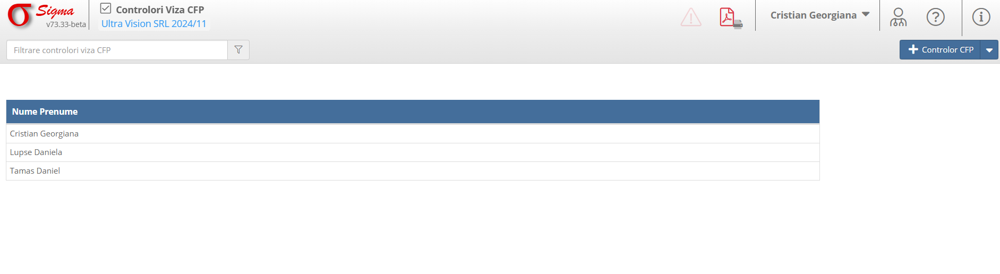 σ Sigma
v73.33-beta
Controlori Viza CFP
Ultra Vision SRL 2024/11
Cristian Georgiana
Filtrare controlori viza CFP
Controlor CFP
Nume Prenume
Cristian Georgiana
Lupse Daniela
Tamas Daniel